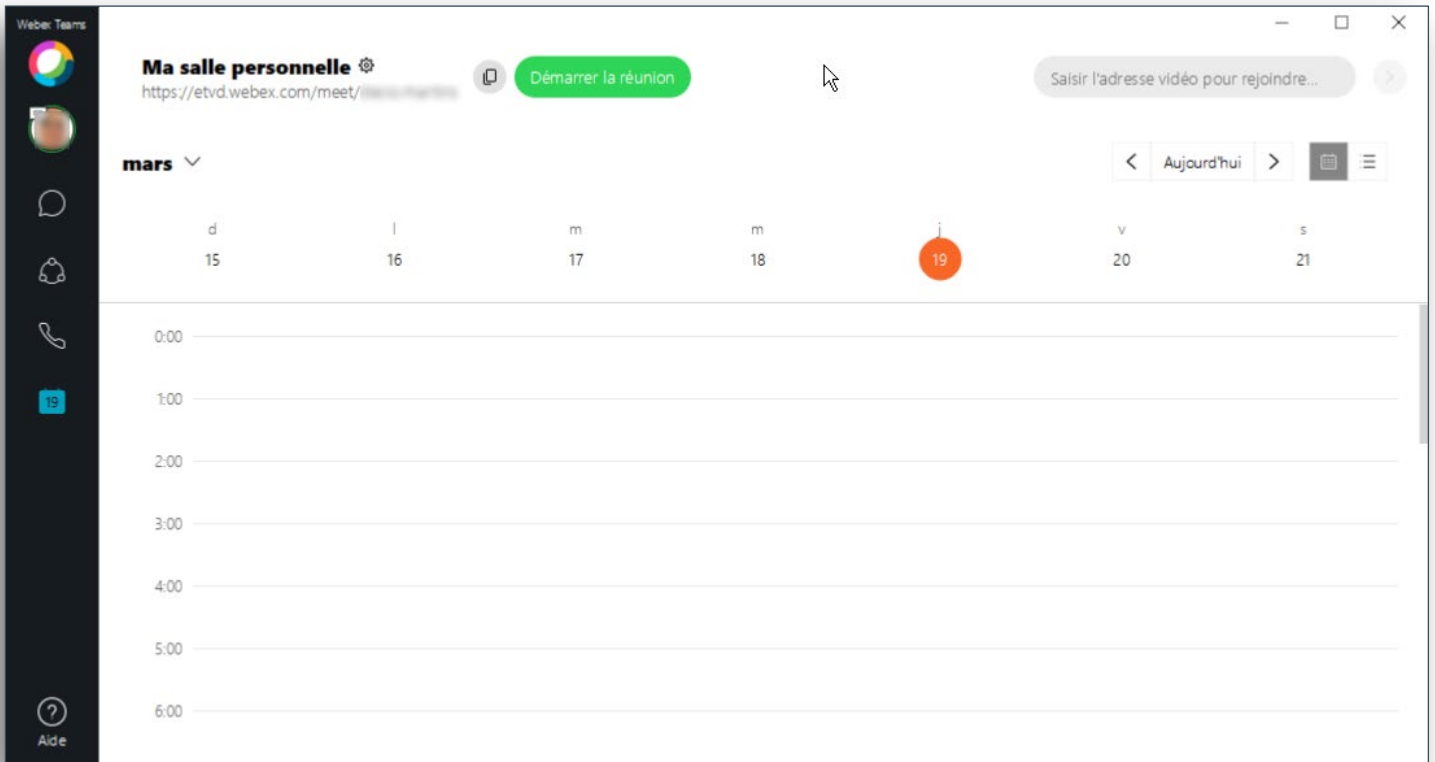 Webex Teams
Ma salle personnelle
https://etvd.webex.com/meet/
Démarrer la réunion
Saisir l'adresse vidéo pour rejoindre...
mars
Aujourd'hui
d l m m j v s
15 16 17 18 19 20 21
0:00
1:00
19
2:00
3:00
4:00
5:00
6:00
Aide